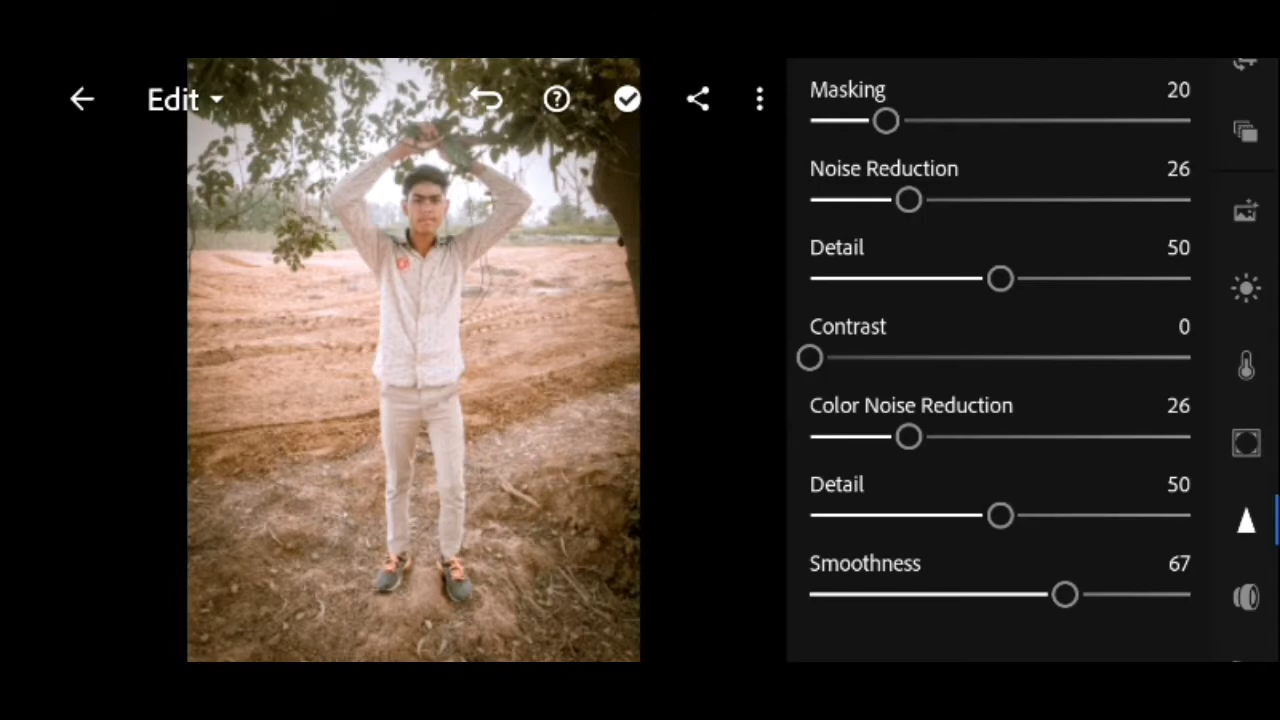 Edit
Masking 20
Noise Reduction 26
Detail 50
Contrast 0
Color Noise Reduction 26
Detail 50
Smoothness 67